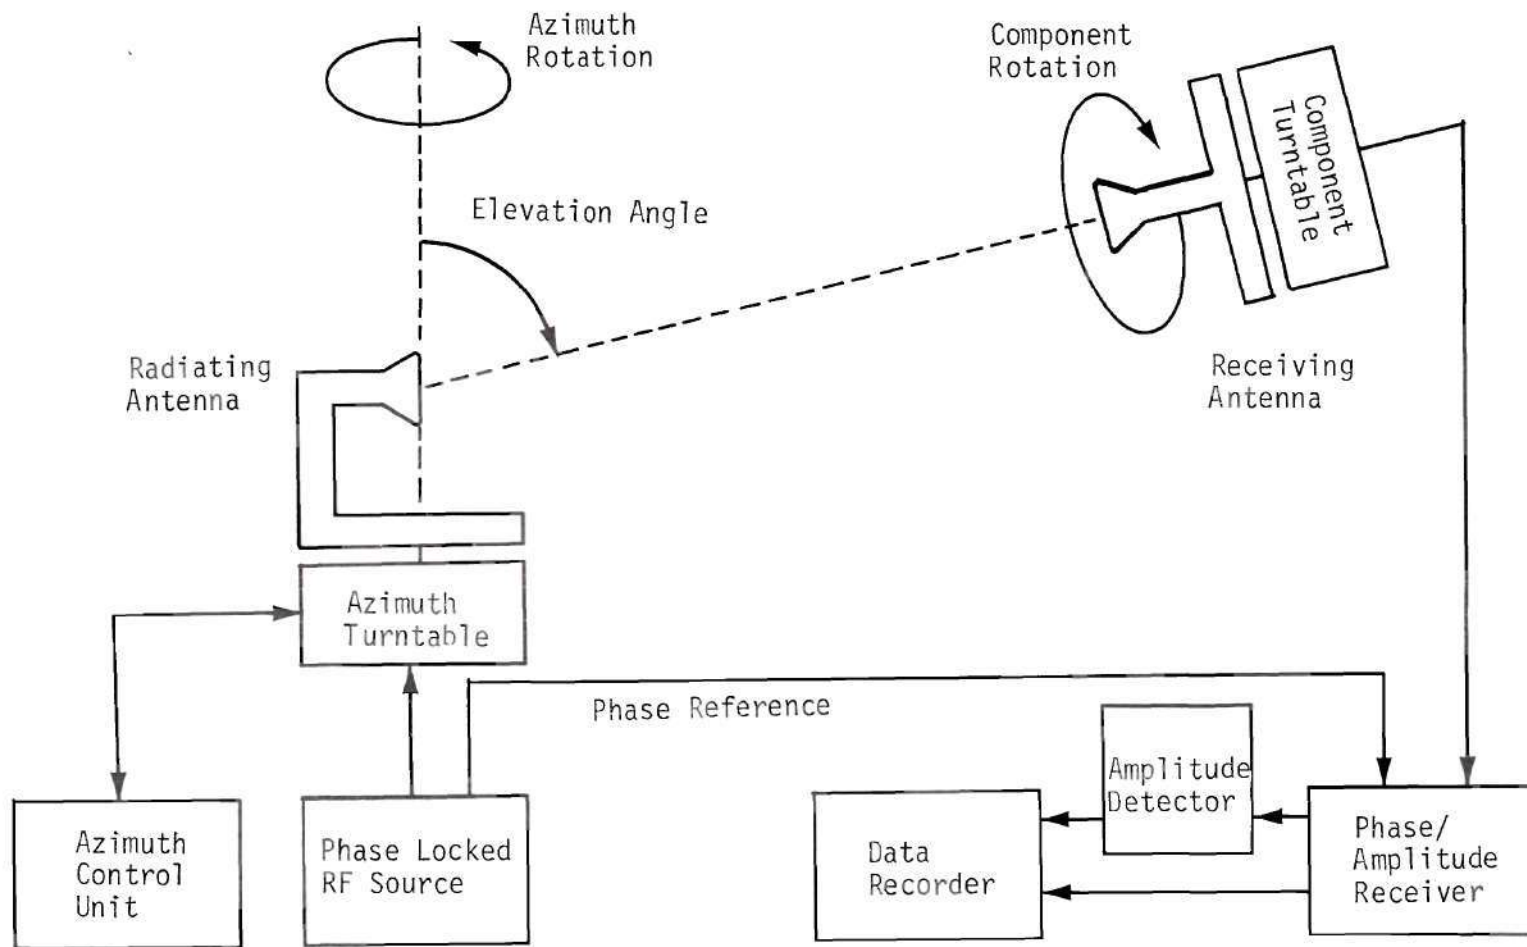 Azimuth
Rotation
Component
Rotation
Component
Turntable
Elevation Angle
Radiating
Antenna
Receiving
Antenna
Azimuth
Turntable
Phase Reference
Amplitude
Detector
Azimuth
Control
Unit
Phase Locked
RF Source
Data
Recorder
Phase/
Amplitude
Receiver